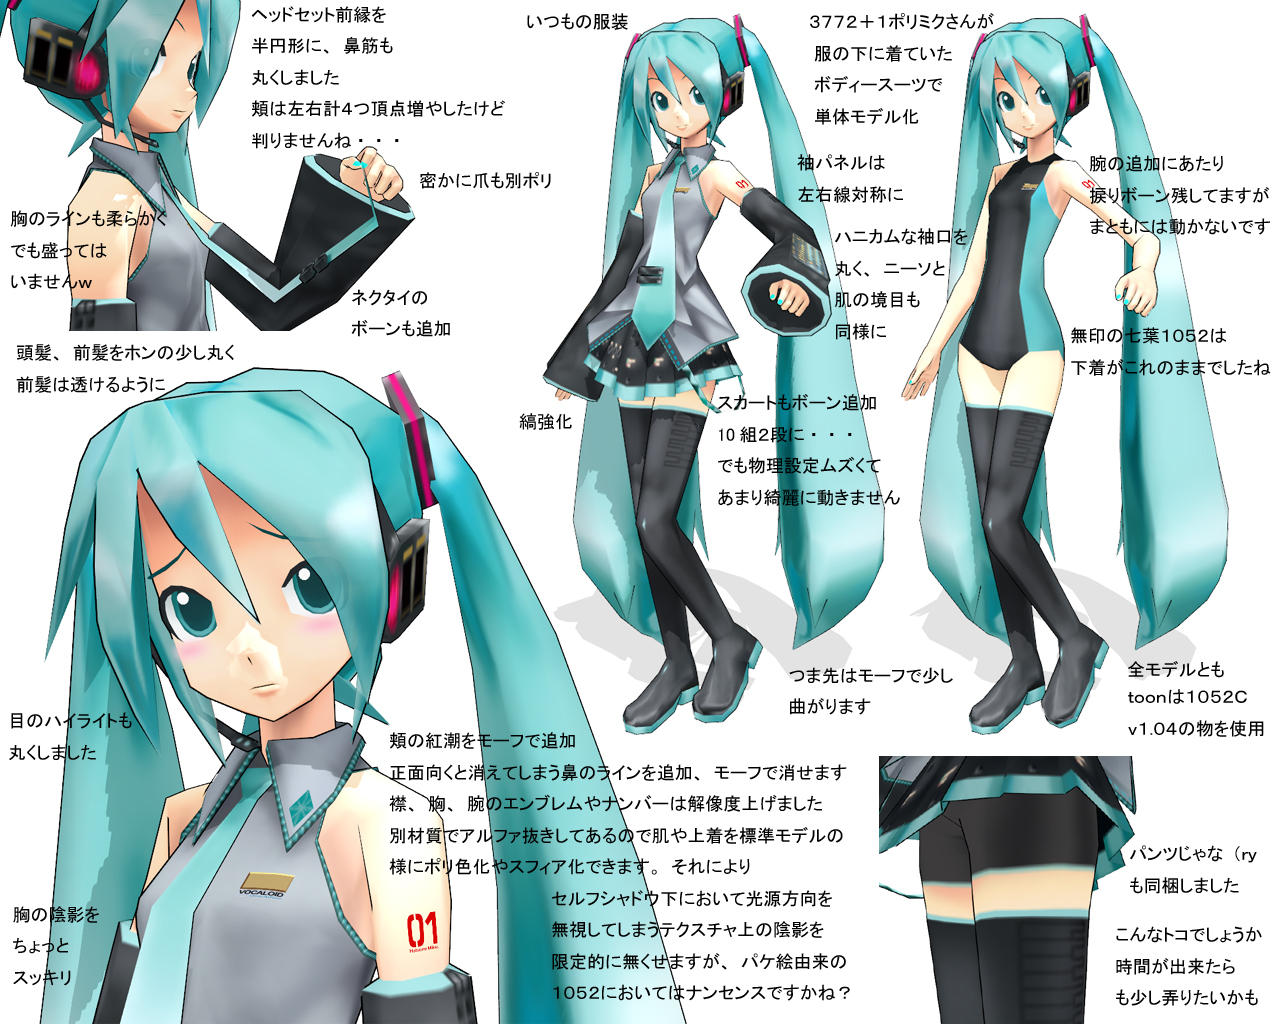 ヘッドセット前縁を
半円形に、鼻筋も
丸くしました
頬は左右計４つ頂点増やしたけど
判りませんね・・・
密かに爪も別ポリ
胸のラインも柔らかく
でも盛っては
いませんｗ
ネクタイの
ボーンも追加
いつもの服装
３７７２＋１ポリミクさんが
服の下に着ていた
ボディースーツで
単体モデル化
袖パネルは
左右線対称に
ハニカムな袖口を
丸く、ニーソと
肌の境目も
同様に
腕の追加にあたり
捩りボーン残してますが
まともには動かないです
無印の七葉１０５２は
下着がこれのままでしたね
縞強化
スカートもボーン追加
10 組２段に・・・
でも物理設定ムズくて
あまり綺麗に動きません
01
01
頭髪、前髪をホンの少し丸く
前髪は透けるように
目のハイライトも
丸くしました
つま先はモーフで少し
曲がります
全モデルとも
toonは１０５２Ｃ
ｖ１.０４の物を使用
頬の紅潮をモーフで追加
正面向くと消えてしまう鼻のラインを追加、モーフで消せます
襟、胸、腕のエンブレムやナンバーは解像度上げました
別材質でアルファ抜きしてあるので肌や上着を標準モデルの
様にポリ色化やスフィア化できます。それにより
セルフシャドウ下において光源方向を
無視してしまうテクスチャ上の陰影を
限定的に無くせますが、パケ絵由来の
１０５２においてはナンセンスですかね？
VOCALOID
01
Hatsune Miku
胸の陰影を
ちょっと
スッキリ
パンツじゃな（ry
も同梱しました
こんなトコでしょうか
時間が出来たら
も少し弄りたいかも